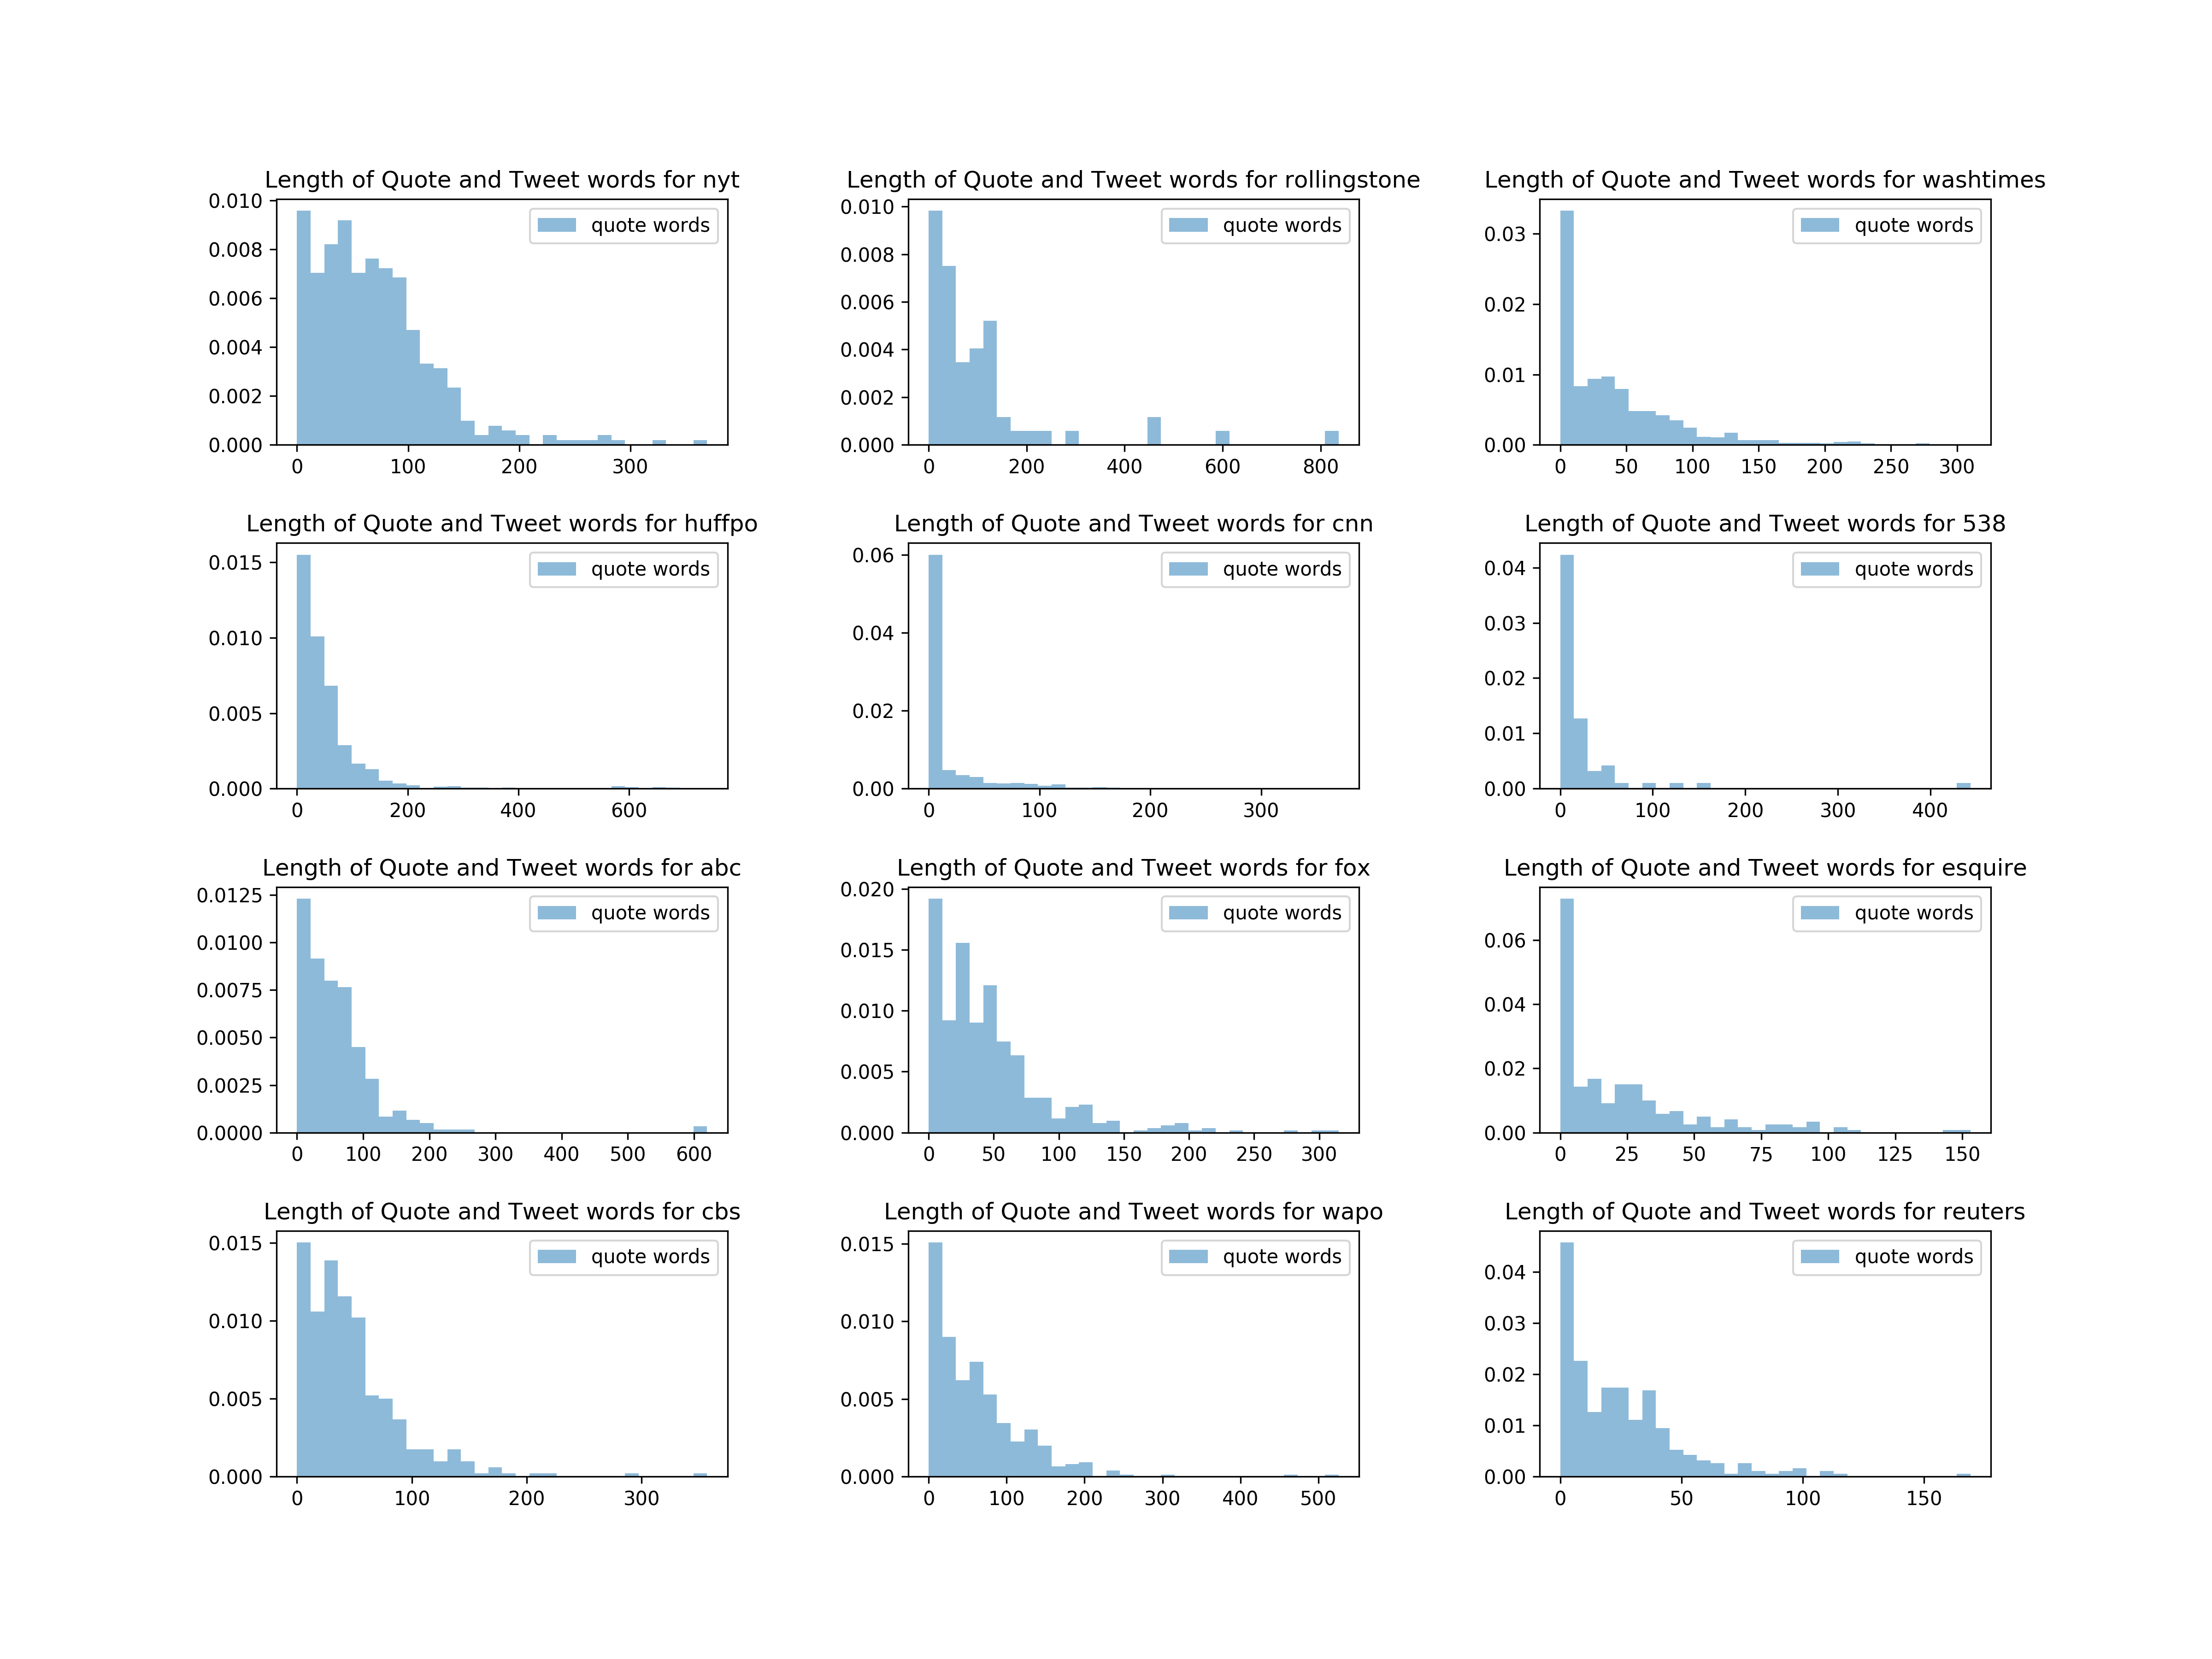 Length of Quote and Tweet words for nyt
0.010
0.008
0.006
0.004
0.002
0.000
quote words
0 100 200 300
Length of Quote and Tweet words for rollingstone
0.010
0.008
0.006
0.004
0.002
0.000
quote words
0 200 400 600 800
Length of Quote and Tweet words for washtimes
0.03
0.02
0.01
0.00
quote words
0 50 100 150 200 250 300
Length of Quote and Tweet words for huffpo
0.015
0.010
0.005
0.000
quote words
0 200 400 600
Length of Quote and Tweet words for cnn
0.06
0.04
0.02
0.00
quote words
0 100 200 300
Length of Quote and Tweet words for 538
0.04
0.03
0.02
0.01
0.00
quote words
0 100 200 300 400
Length of Quote and Tweet words for abc
0.0125
0.0100
0.0075
0.0050
0.0025
0.0000
quote words
0 100 200 300 400 500 600
Length of Quote and Tweet words for fox
0.020
0.015
0.010
0.005
0.000
quote words
0 50 100 150 200 250 300
Length of Quote and Tweet words for esquire
0.06
0.04
0.02
0.00
quote words
0 25 50 75 100 125 150
Length of Quote and Tweet words for cbs
0.015
0.010
0.005
0.000
quote words
0 100 200 300
Length of Quote and Tweet words for wapo
0.015
0.010
0.005
0.000
quote words
0 100 200 300 400 500
Length of Quote and Tweet words for reuters
0.04
0.03
0.02
0.01
0.00
quote words
0 50 100 150